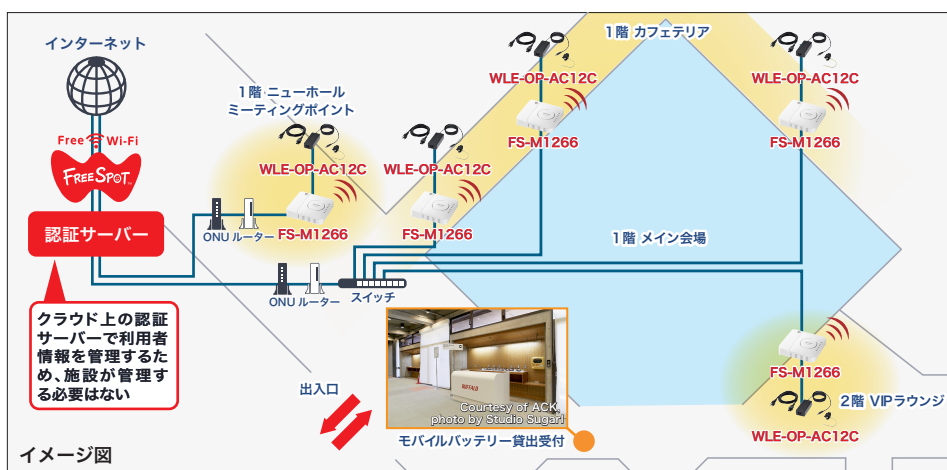 インターネット
Free Wi-Fi
FREESPOT
認証サーバー
クラウド上の認証
サーバーで利用者
情報を管理するた
め、施設が管理す
る必要はない
1階 ニューホール
ミーティングポイント
WLE-OP-AC12C
FS-M1266
ONU ルーター
WLE-OP-AC12C
FS-M1266
ONU ルーター
スイッチ
1階 カフェテリア
WLE-OP-AC12C
FS-M1266
WLE-OP-AC12C
FS-M1266
1階 メイン会場
FS-M1266
WLE-OP-AC12C
2階 VIPラウンジ
出入口
BUFFALO
Courtesy of ACK,
photo by Studio Sugari
モバイルバッテリー貸出受付
イメージ図